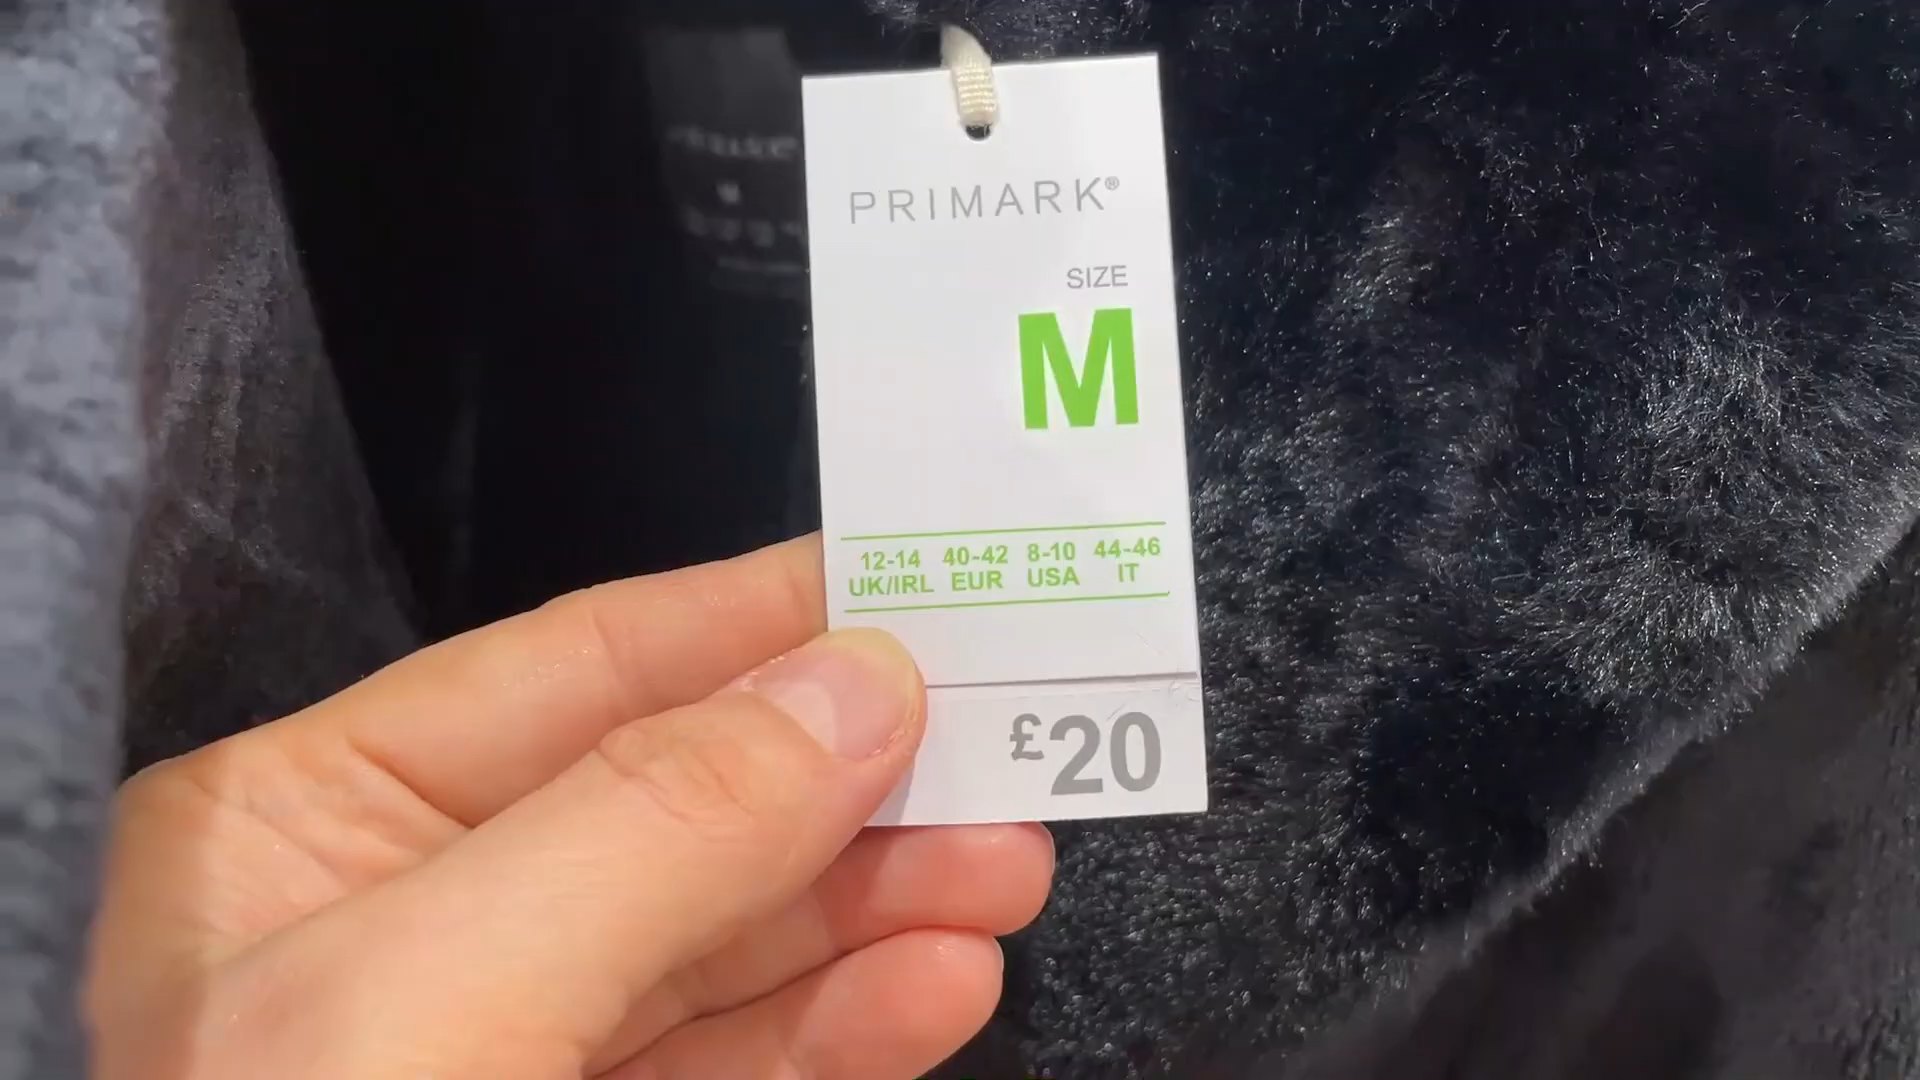 PRIMARK®
SIZE
M
12-14 40-42 8-10 44-46
UK/IRL EUR USA IT
£20